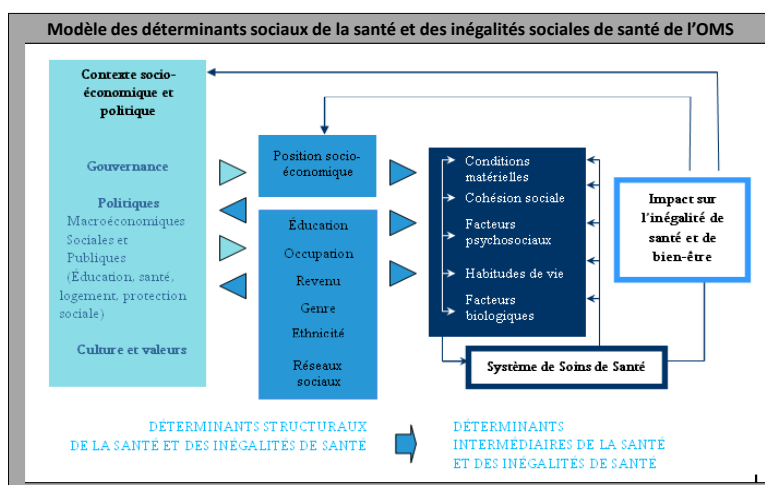 Modèle des déterminants sociaux de la santé et des inégalités sociales de santé de l'OMS
Contexte socio-
économique et
politique
Gouvernance
Politiques
Macroéconomiques
Sociales et
Publiques
(Éducation, santé,
logement, protection
sociale)
Culture et valeurs
Position socio-
économique
Éducation
Occupation
Revenu
Genre
Ethnicité
Réseaux
sociaux
Conditions
matérielles
Cohésion sociale
Facteurs
psychosociaux
Habitudes de vie
Facteurs
biologiques
Système de Soins de Santé
Impact sur
l'inégalité de
santé et de
bien-être
DÉTERMINANTS STRUCTURAUX
DE LA SANTÉ ET DES INÉGALITÉS DE SANTÉ
DÉTERMINANTS
INTERMÉDIAIRES DE LA SANTÉ
ET DES INÉGALITÉS DE SANTÉ